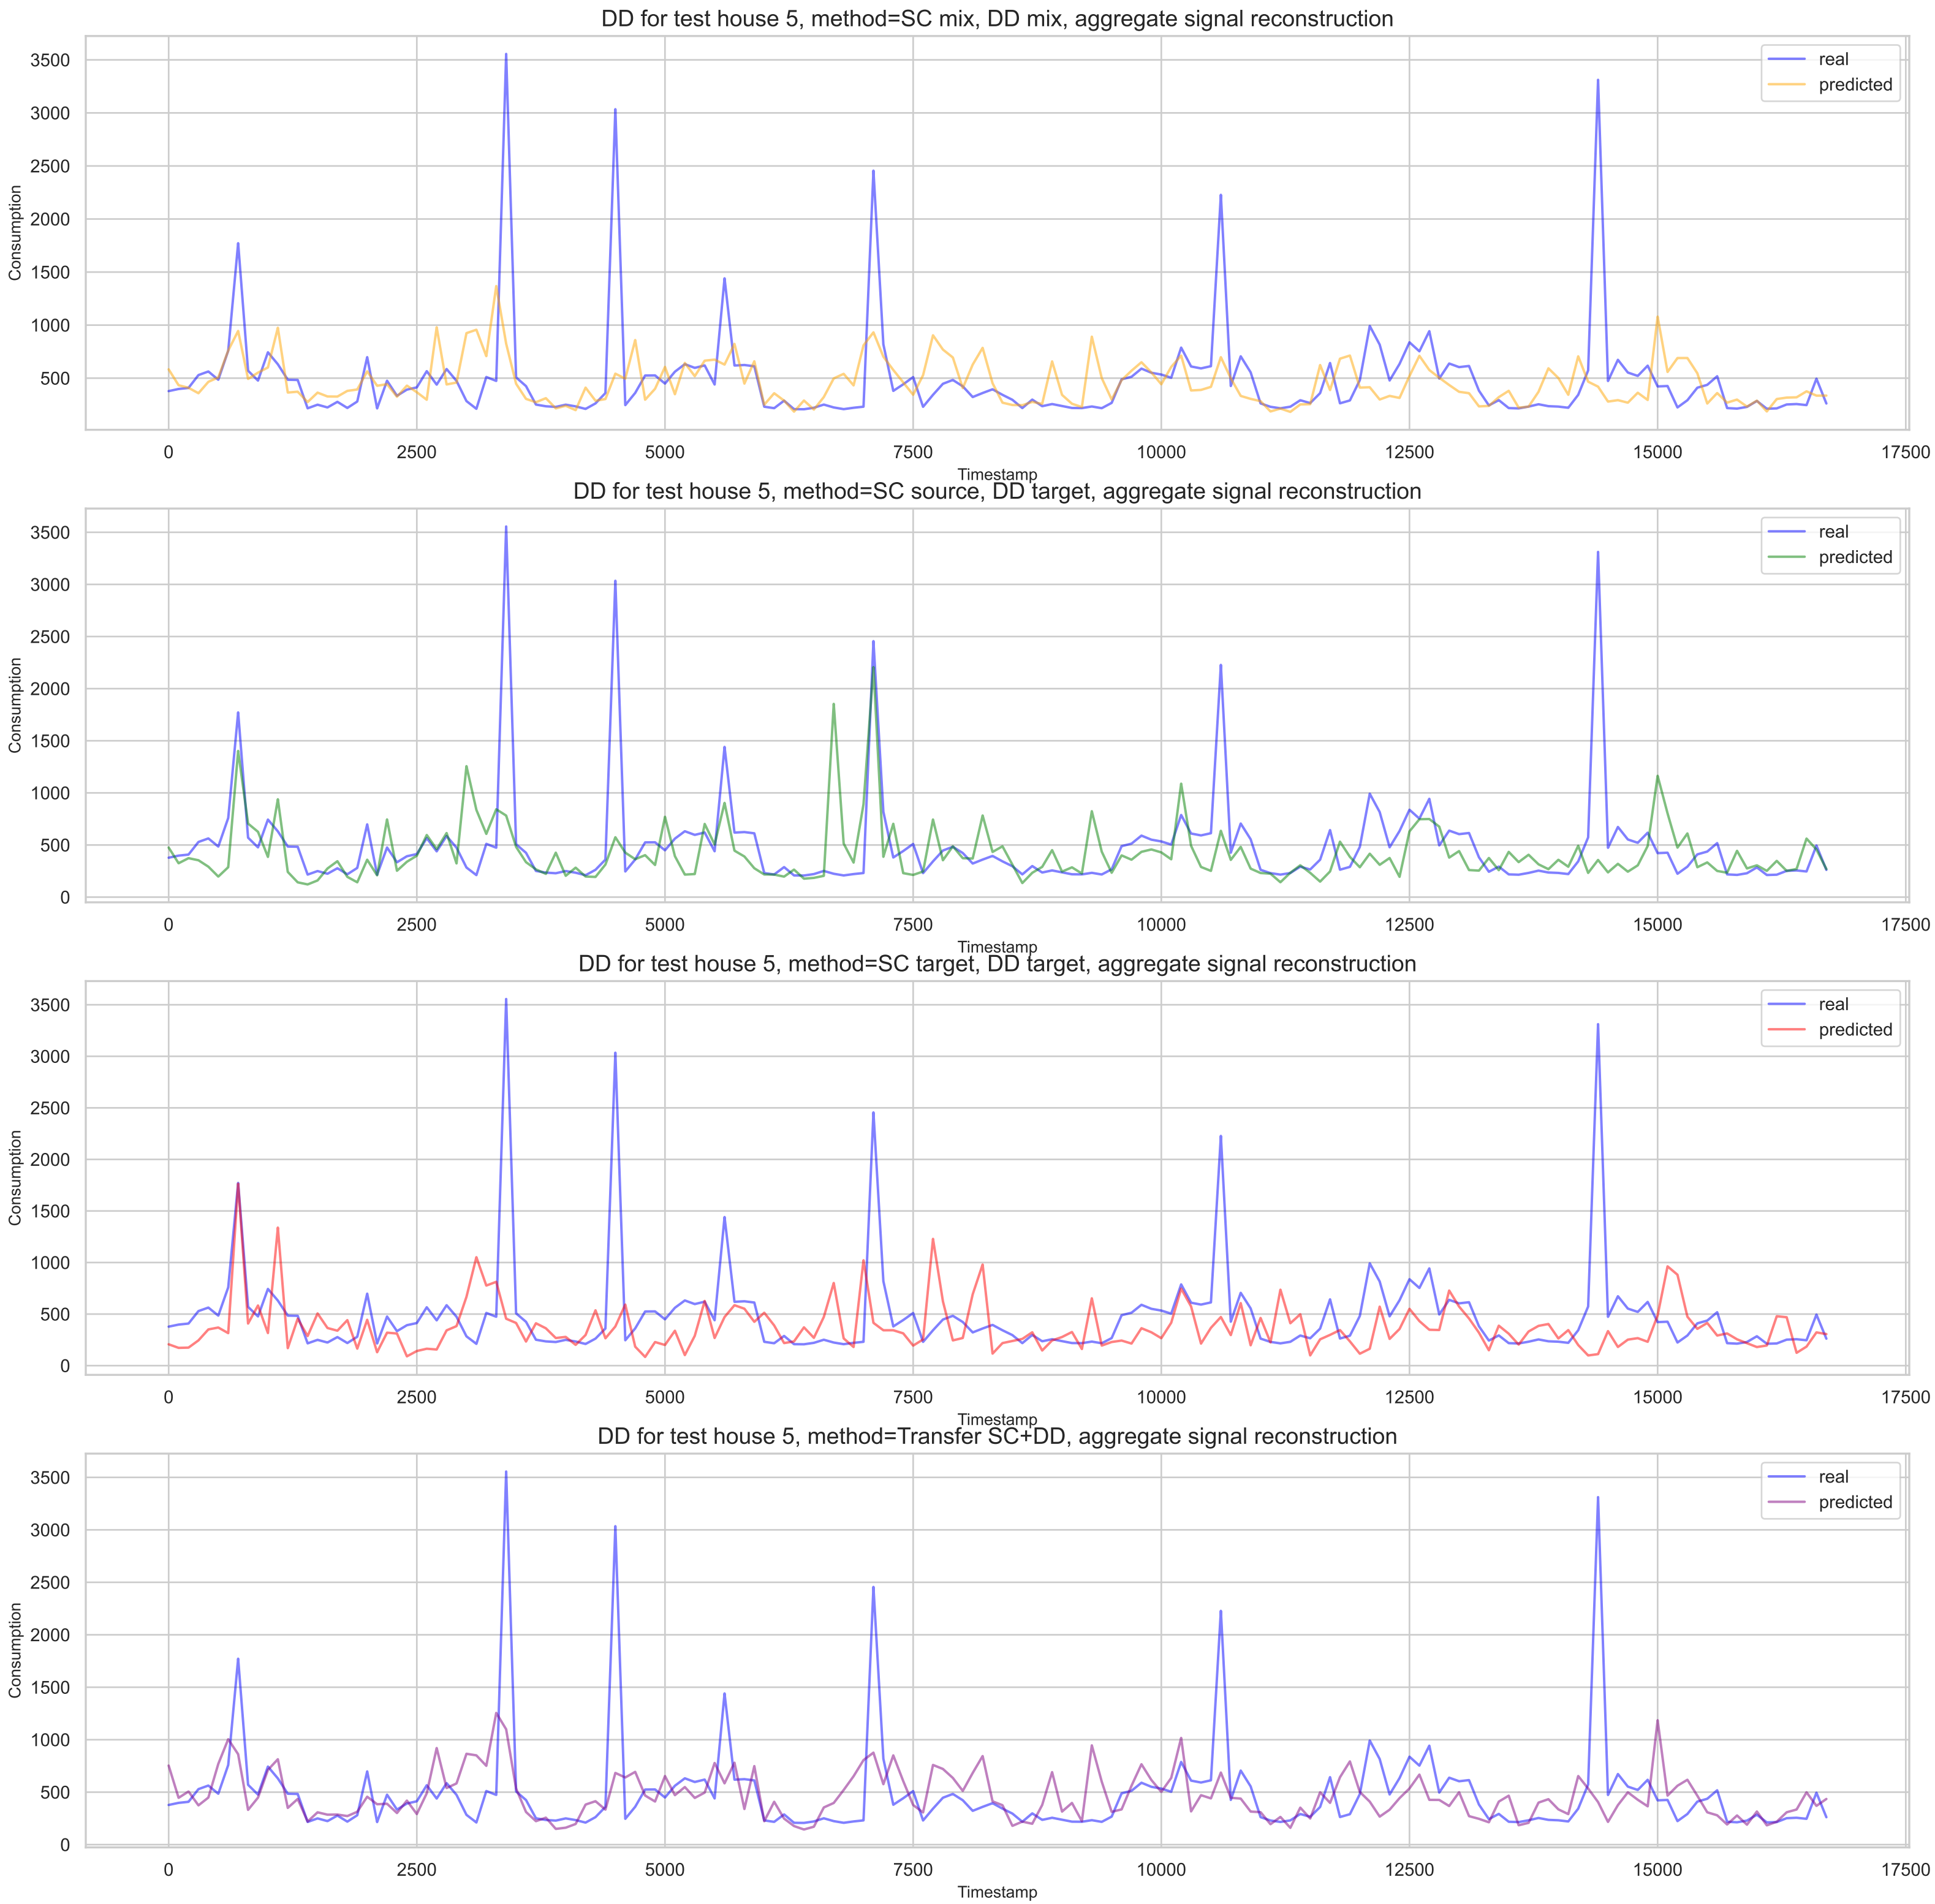 DD for test house 5, method=SC mix, DD mix, aggregate signal reconstruction
3500
3000
2500
2000
1500
1000
500
Consumption
real
predicted
0 2500 5000 7500 10000 12500 15000 17500
Timestamp
DD for test house 5, method=SC source, DD target, aggregate signal reconstruction
3500
3000
2500
2000
1500
1000
500
0
Consumption
real
predicted
0 2500 5000 7500 10000 12500 15000 17500
Timestamp
DD for test house 5, method=SC target, DD target, aggregate signal reconstruction
3500
3000
2500
2000
1500
1000
500
0
Consumption
real
predicted
0 2500 5000 7500 10000 12500 15000 17500
Timestamp
DD for test house 5, method=Transfer SC+DD, aggregate signal reconstruction
3500
3000
2500
2000
1500
1000
500
0
Consumption
real
predicted
0 2500 5000 7500 10000 12500 15000 17500
Timestamp